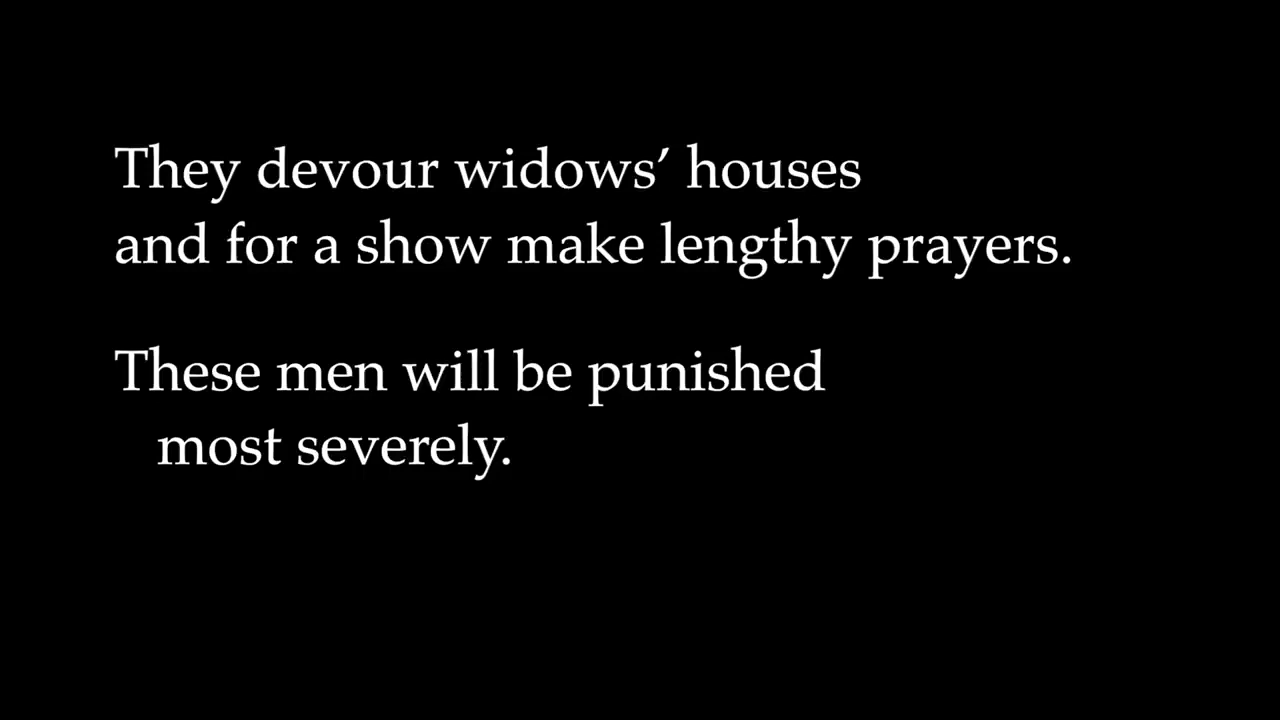 They devour widows’ houses
and for a show make lengthy prayers.
These men will be punished
most severely.